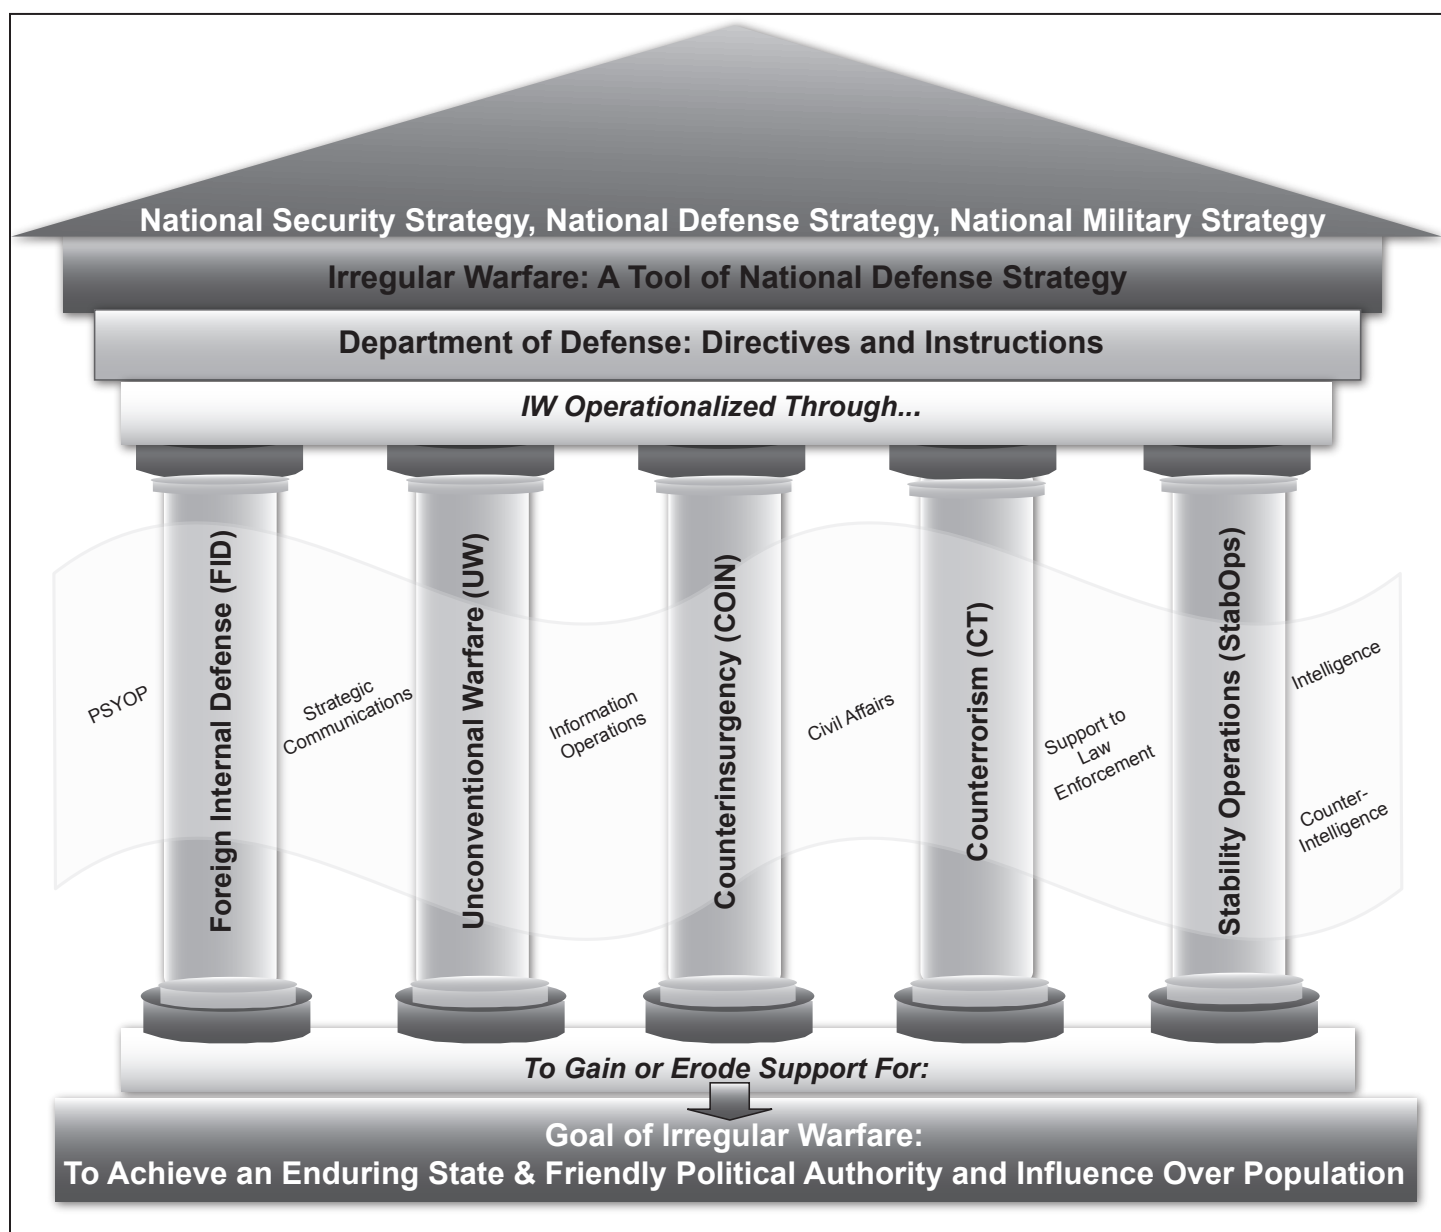 National Security Strategy, National Defense Strategy, National Military Strategy
Irregular Warfare: A Tool of National Defense Strategy
Department of Defense: Directives and Instructions
IW Operationalized Through...
PSYOP
Foreign Internal Defense (FID)
Strategic
Communications
Unconventional Warfare (UW)
Information
Operations
Counterinsurgency (COIN)
Civil Affairs
Counterrorism (CT)
Support to
Law
Enforcement
Stability Operations (StabOps)
Intelligence
Counter-
Intelligence
To Gain or Erode Support For:
Goal of Irregular Warfare:
To Achieve an Enduring State & Friendly Political Authority and Influence Over Population